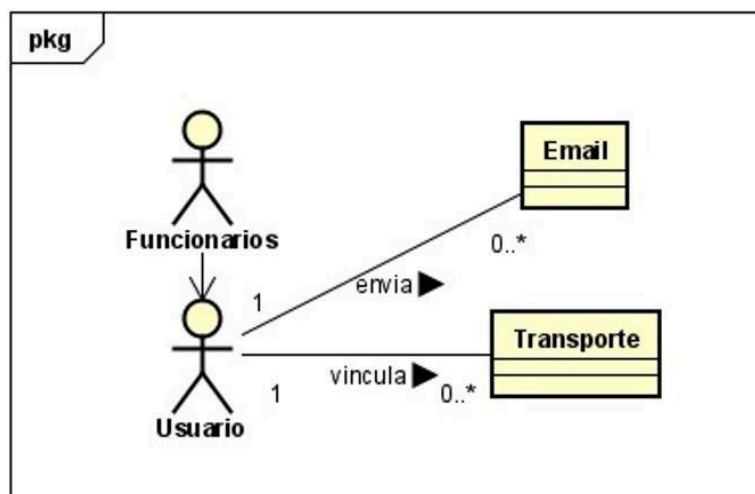 pkg
Funcionarios
Email
0..*
envia
1
Transporte
vincula
1
0..*
Usuario